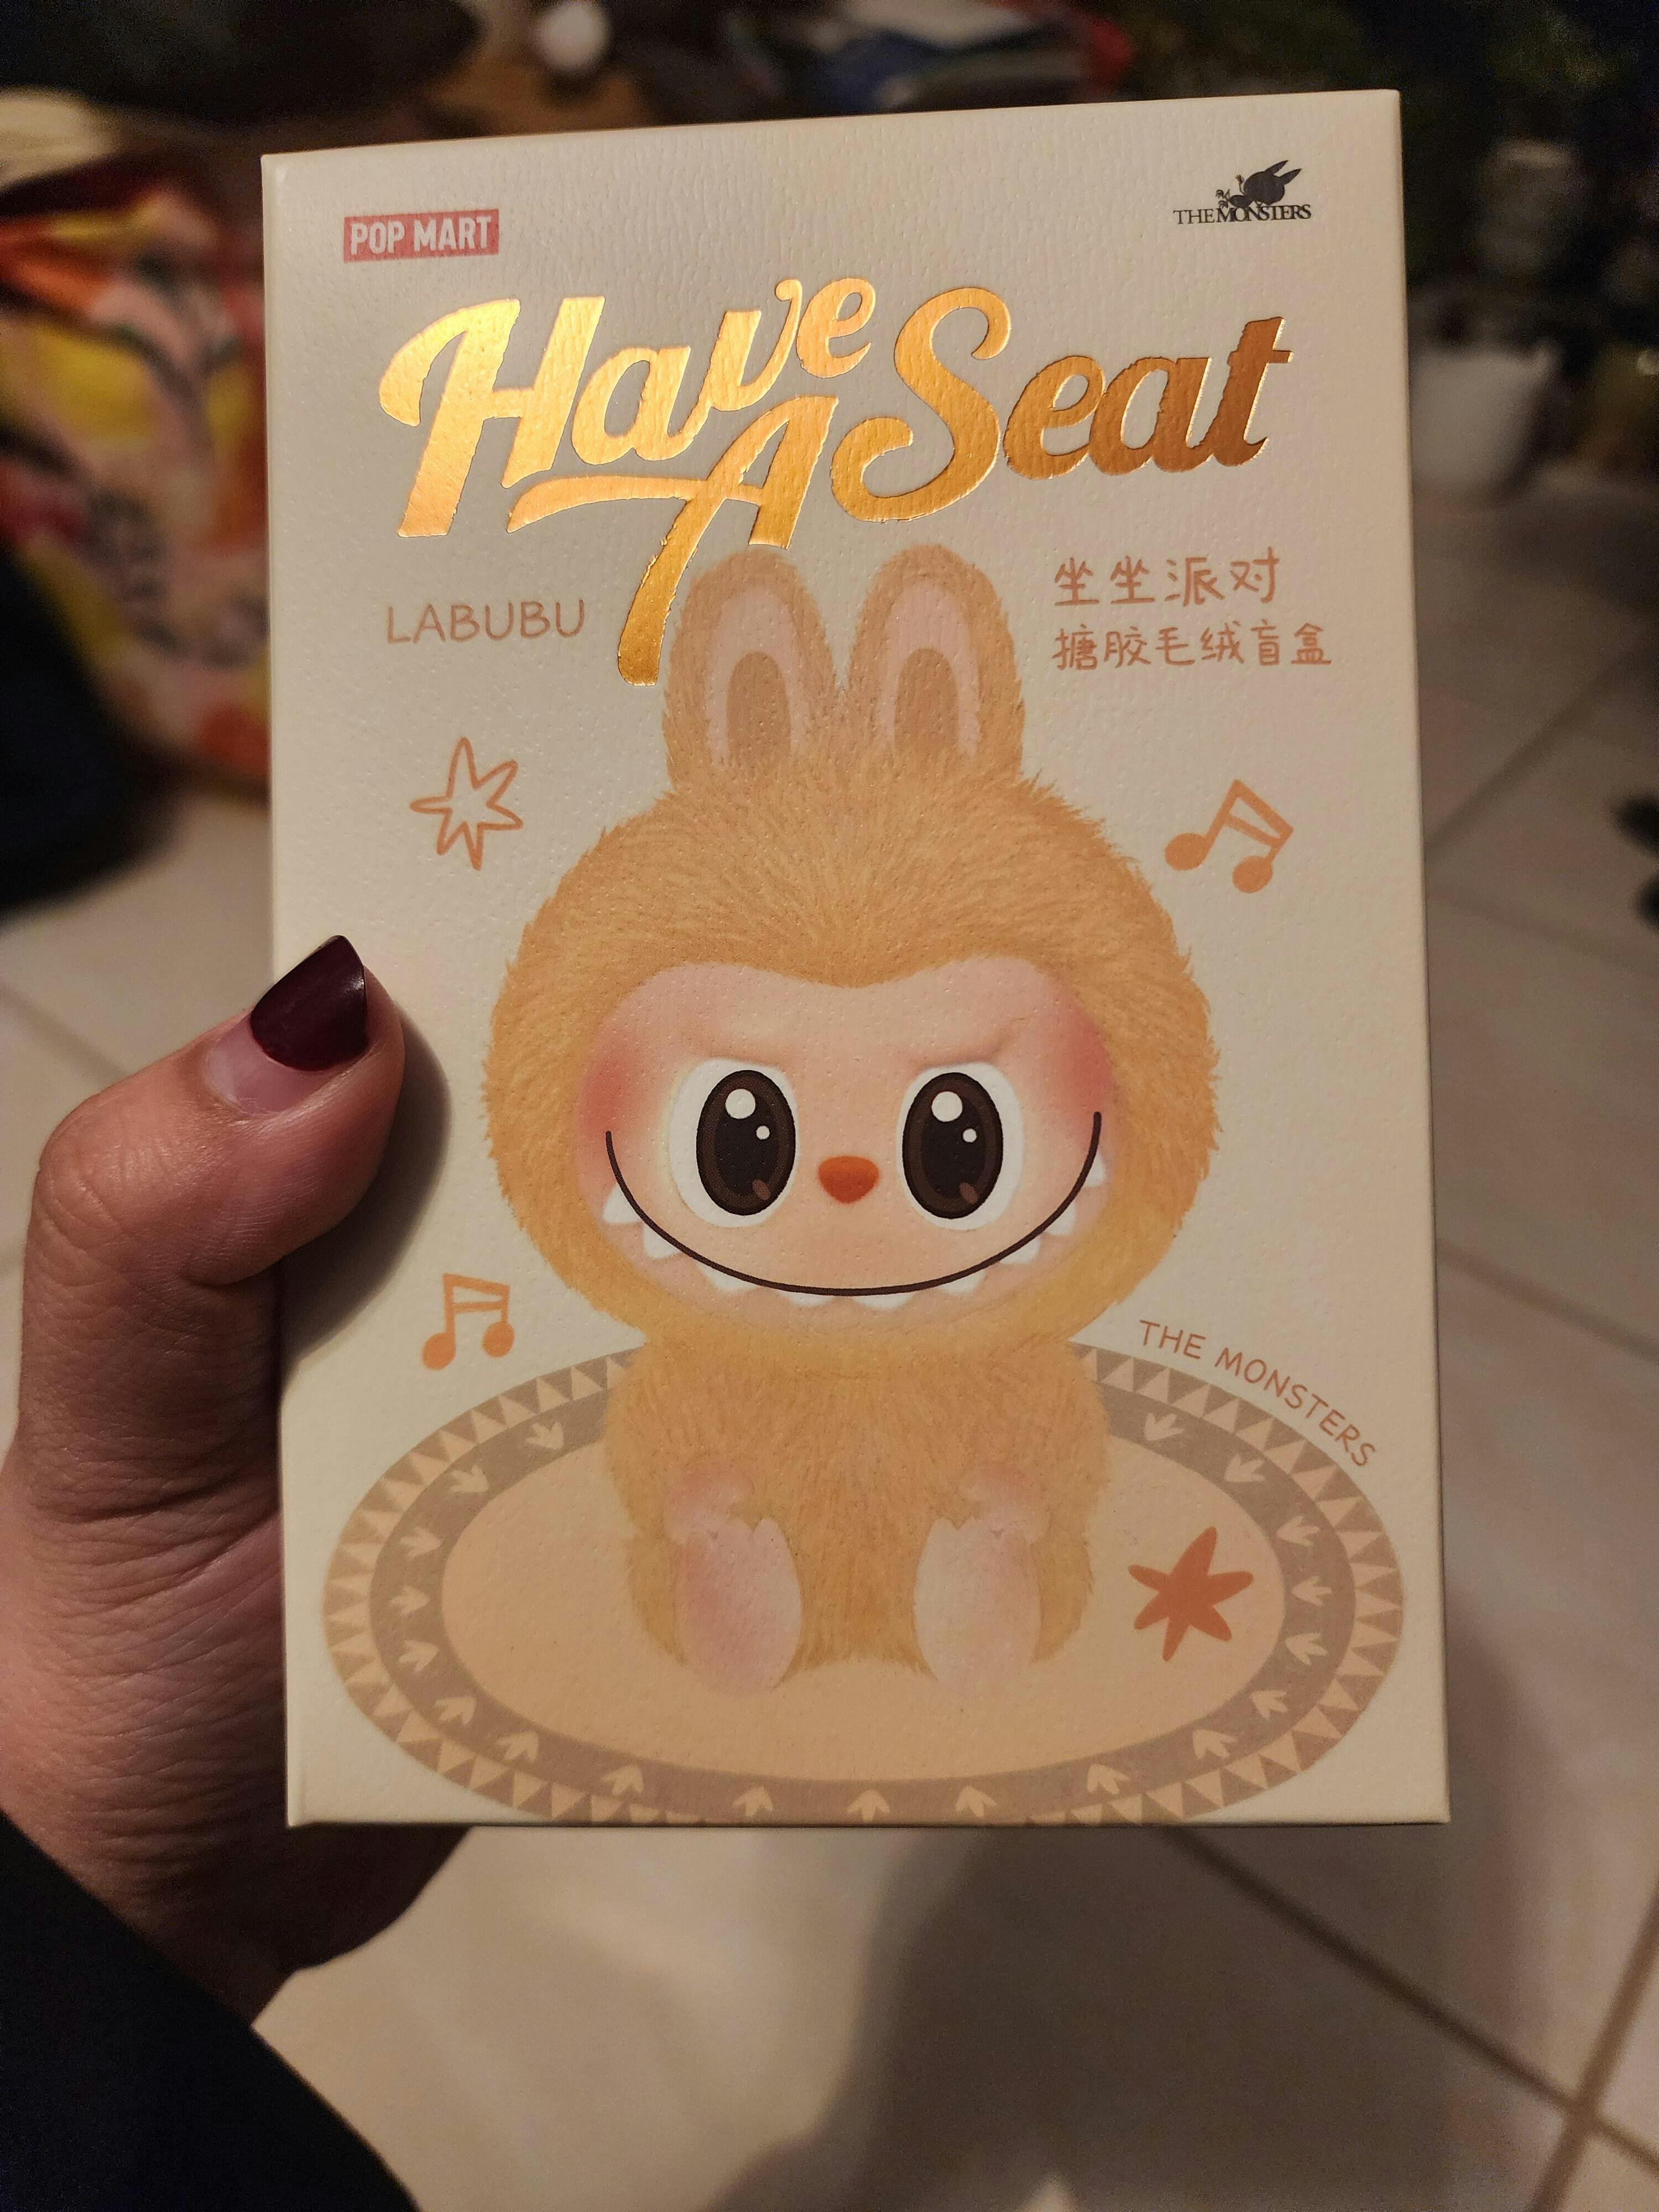 POP MART
THE MONSTERS
Have A Seat
LABUBU
坐坐派对
搪胶毛绒盲盒
THE MONSTERS